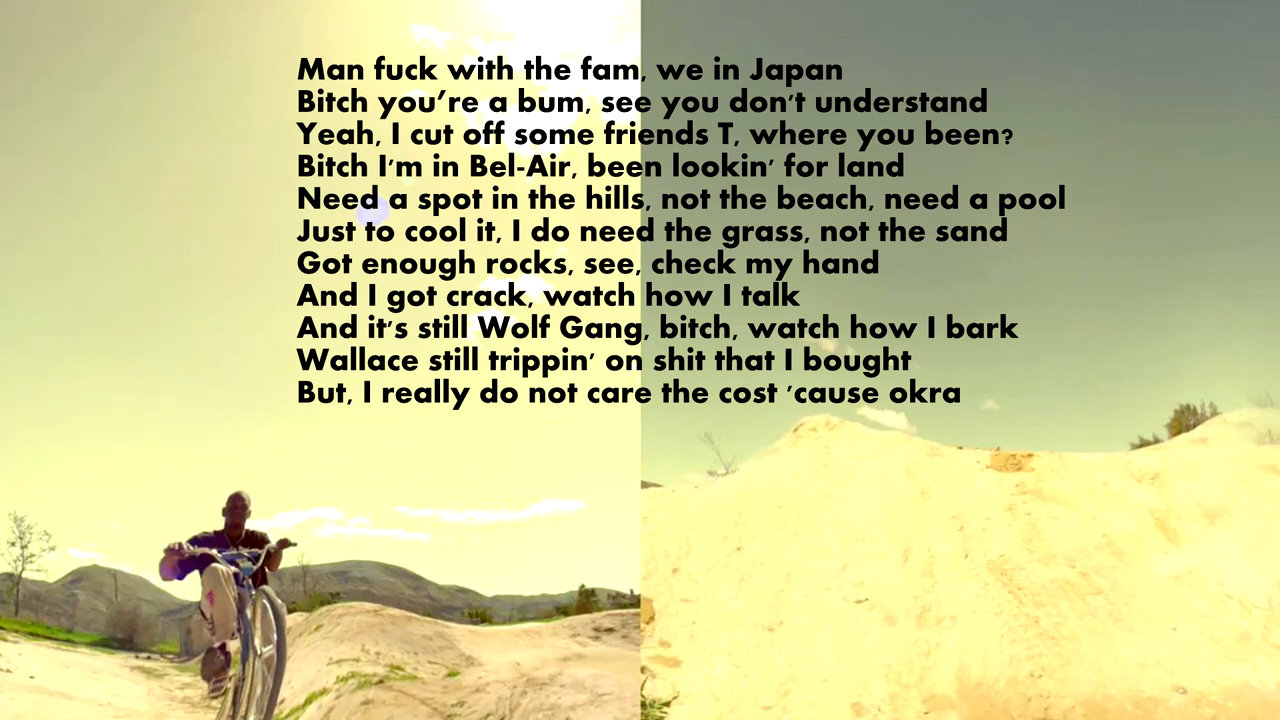 Man fuck with the fam, we in Japan
Bitch you're a bum, see you don't understand
Yeah, I cut off some friends T, where you been?
Bitch I'm in Bel-Air, been lookin' for land
Need a spot in the hills, not the beach, need a pool
Just to cool it, I do need the grass, not the sand
Got enough rocks, see, check my hand
And I got crack, watch how I talk
And it's still Wolf Gang, bitch, watch how I bark
Wallace still trippin' on shit that I bought
But, I really do not care the cost 'cause okra